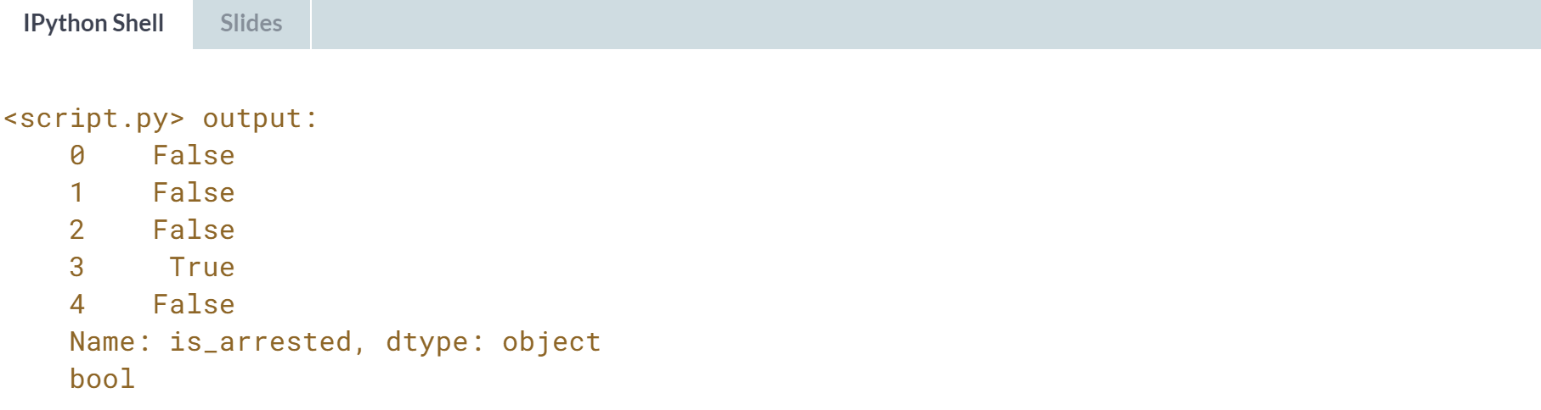 IPython Shell
Slides
<script.py> output:
0    False
1    False
2    False
3     True
4    False
Name: is_arrested, dtype: object
bool